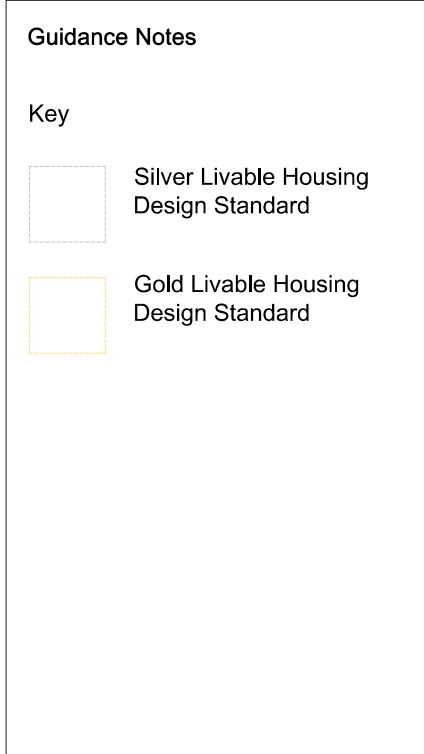 Guidance Notes
Key
Silver Livable Housing
Design Standard
Gold Livable Housing
Design Standard